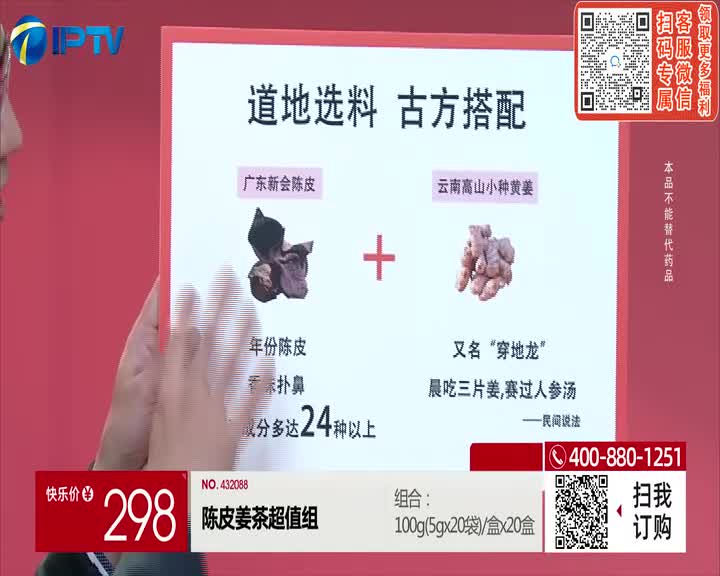 IPTV
领取更多福利
客服微信
扫码专属
道地选料 古方搭配
广东新会陈皮
云南高山小种黄姜
本品不能替代药品
+
年份陈皮
扑鼻
成分多达24种以上
又名“穿地龙”
晨吃三片姜,赛过人参汤
——民间说法
400-880-1251
快乐价¥
298
NO. 432088
陈皮姜茶超值组
组合：
100g(5gx20袋)/盒x20盒
扫我
订购